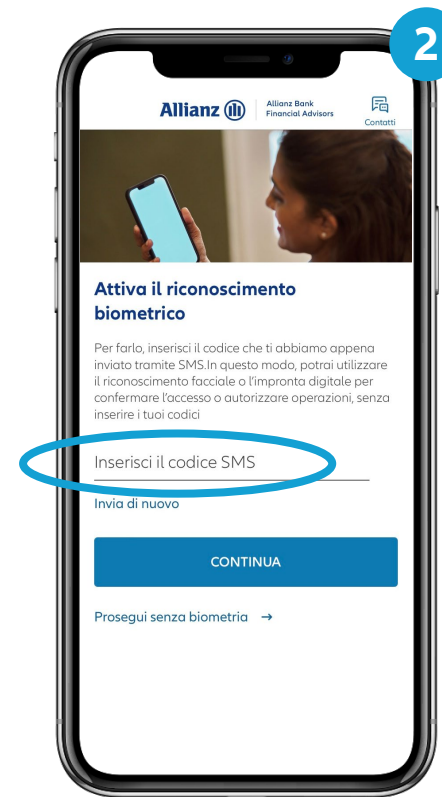 2
Allianz
Allianz Bank
Financial Advisors
Contatti
Attiva il riconoscimento
biometrico
Per farlo, inserisci il codice che ti abbiamo appena
inviato tramite SMS.In questo modo, potrai utilizzare
il riconoscimento facciale o l'impronta digitale per
confermare l'accesso o autorizzare operazioni, senza
inserire i tuoi codici
Inserisci il codice SMS
Invia di nuovo
CONTINUA
Prosegui senza biometria →